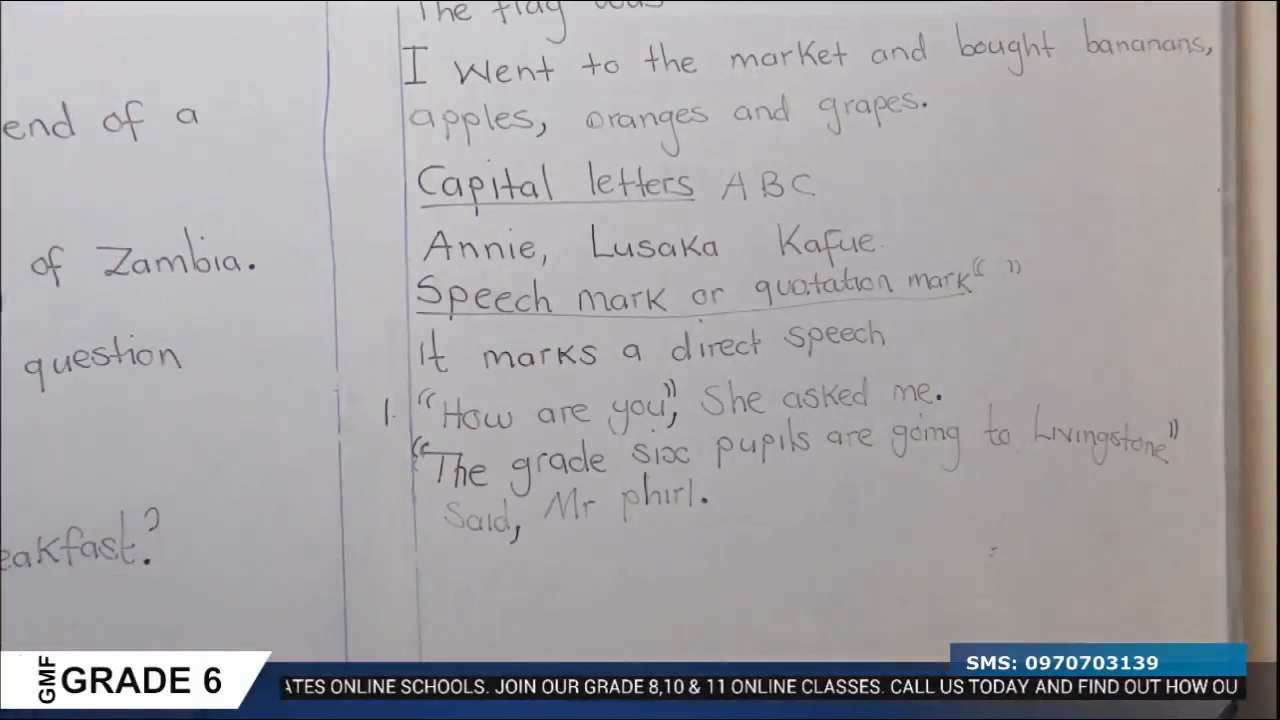 The flag was
I went to the market and bought bananans,
apples, oranges and grapes.
end of a
Capital letters ABC
Annie, Lusaka Kafue.
of Zambia.
Speech mark or quotation mark “ ”
It marks a direct speech
question
1. “How are you”, She asked me.
“The grade six pupils are going to Livingstone”
said, Mr phiri.
eakfast?
SMS: 0970703139
GMF GRADE 6
ATES ONLINE SCHOOLS. JOIN OUR GRADE 8,10 & 11 ONLINE CLASSES. CALL US TODAY AND FIND OUT HOW OU